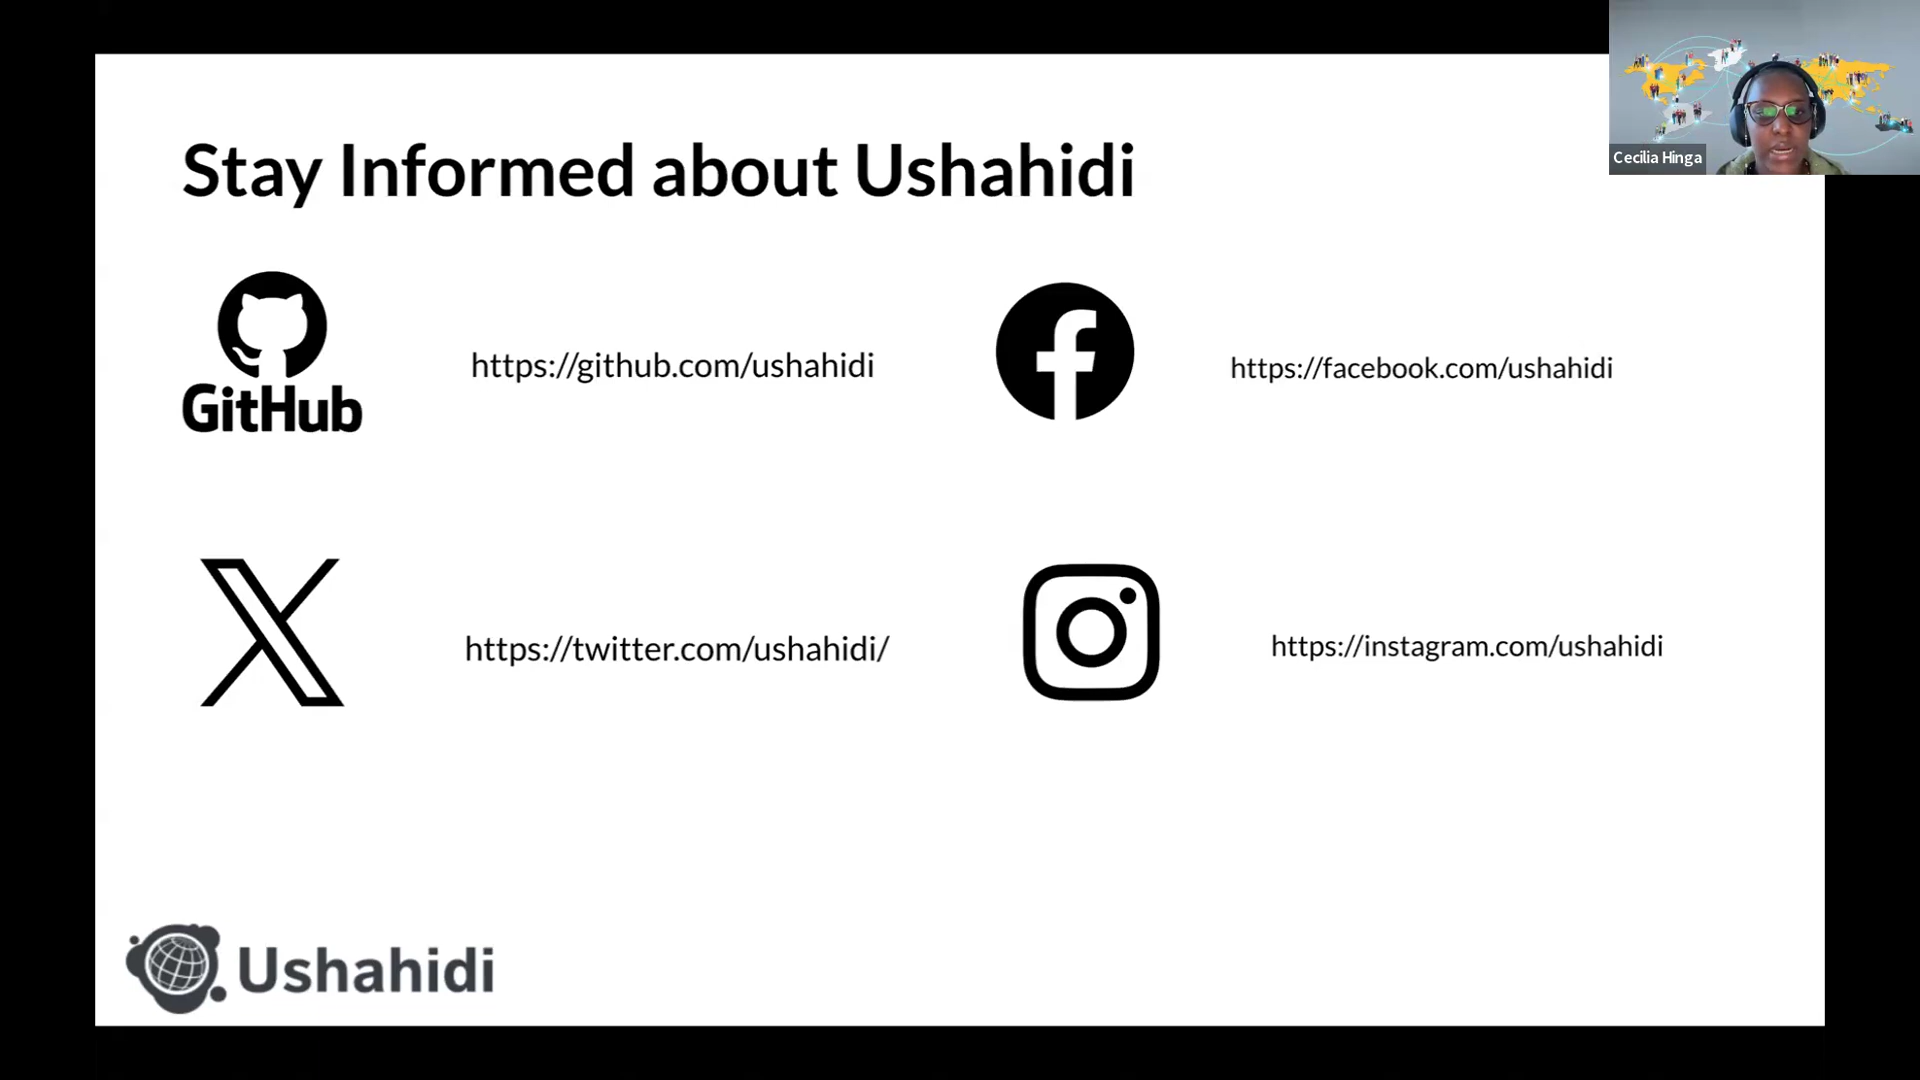 Cecilia Hinga
Stay Informed about Ushahidi
GitHub
https://github.com/ushahidi
https://facebook.com/ushahidi
https://twitter.com/ushahidi/
https://instagram.com/ushahidi
Ushahidi